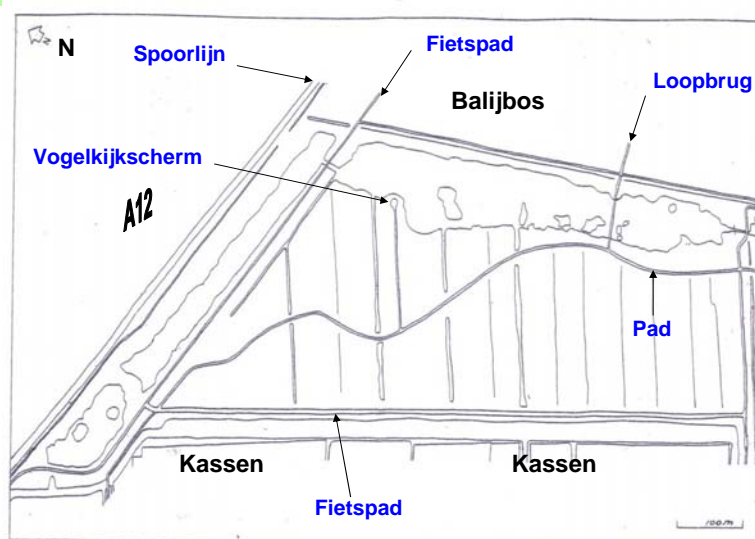 N
Spoorlijn
Fietspad
Balijbos
Loopbrug
Vogelkijkscherm
A12
Pad
Kassen
Kassen
Fietspad
100m